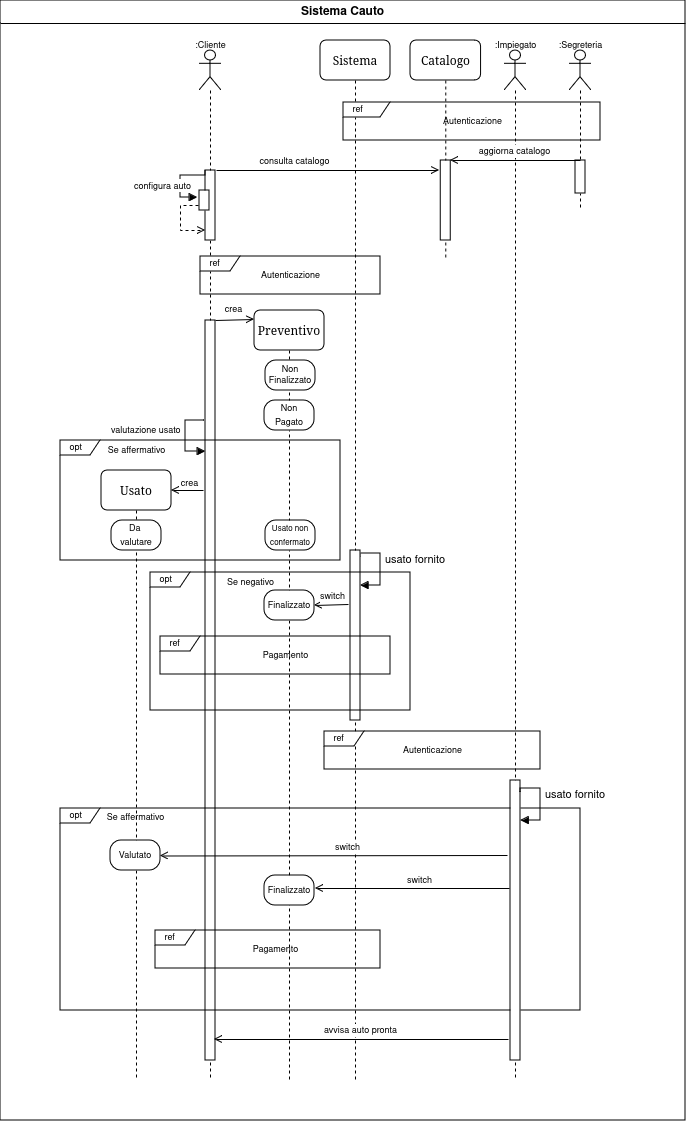 Sistema Cauto
:Cliente
Sistema
Catalogo
:Impiegato
:Segreteria
ref
Autenticazione
consulta catalogo
aggiorna catalogo
configura auto
ref
Autenticazione
crea
Preventivo
Non
Finalizzato
Non
Pagato
valutazione usato
opt
Se affermativo
Usato
crea
Da
valutare
Usato non
confermato
usato fornito
opt
Se negativo
Finalizzato
switch
ref
Pagamento
ref
Autenticazione
usato fornito
opt
Se affermativo
Valutato
switch
Finalizzato
switch
ref
Pagamento
avvisa auto pronta